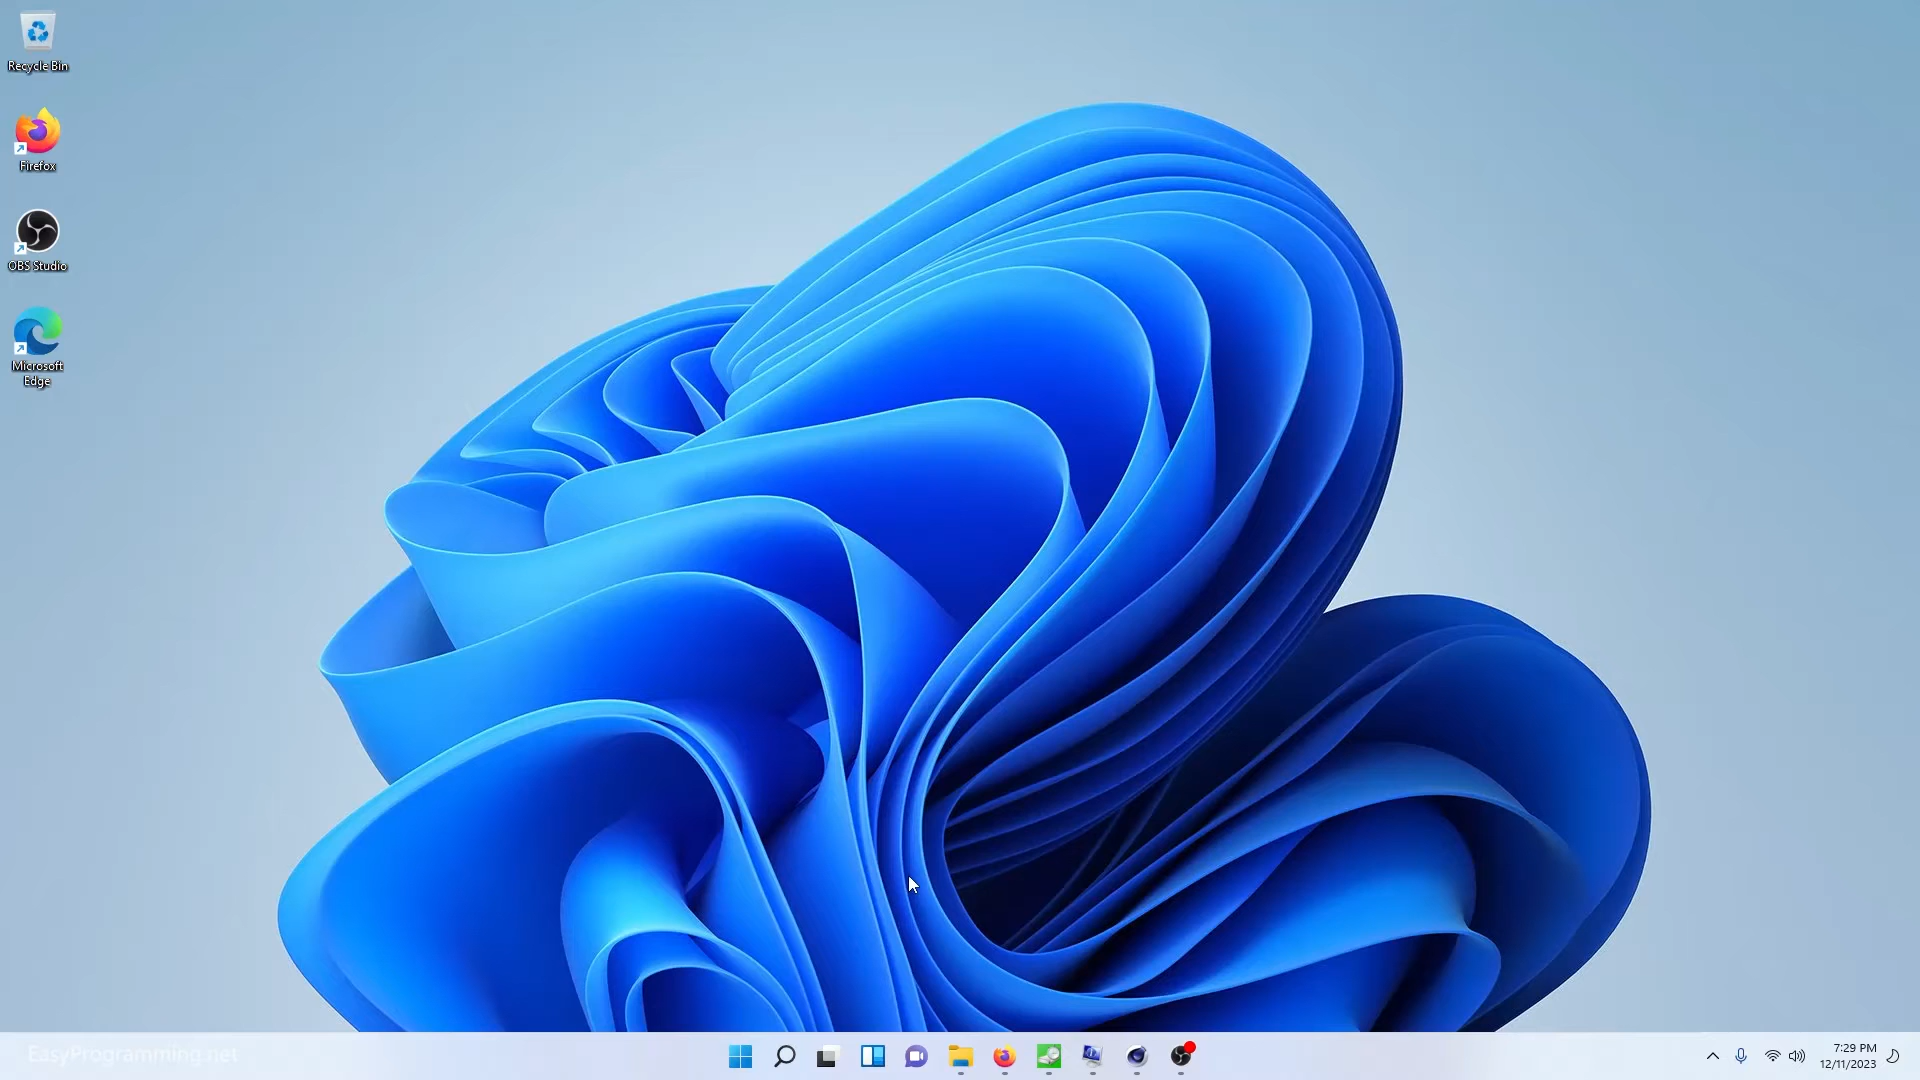 Recycle Bin
Firefox
OBS Studio
Microsoft
Edge
EasyProgramming.net
7:29 PM
12/11/2023